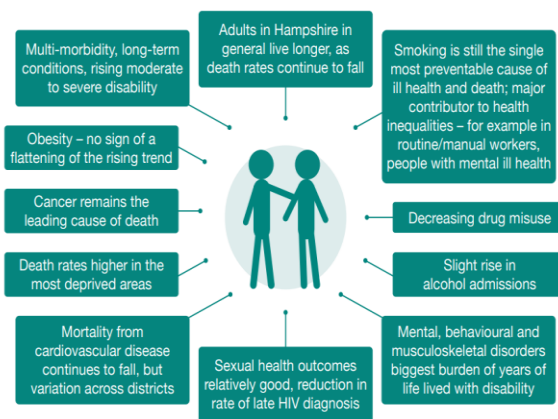 Multi-morbidity, long-term
conditions, rising moderate
to severe disability
Adults in Hampshire in
general live longer, as
death rates continue to fall
Smoking is still the single
most preventable cause of
ill health and death; major
contributor to health
inequalities – for example in
routine/manual workers,
people with mental ill health
Obesity – no sign of a
flattening of the rising trend
Cancer remains the
leading cause of death
Decreasing drug misuse
Death rates higher in the
most deprived areas
Slight rise in
alcohol admissions
Mortality from
cardiovascular disease
continues to fall, but
variation across districts
Sexual health outcomes
relatively good, reduction in
rate of late HIV diagnosis
Mental, behavioural and
musculoskeletal disorders
biggest burden of years of
life lived with disability